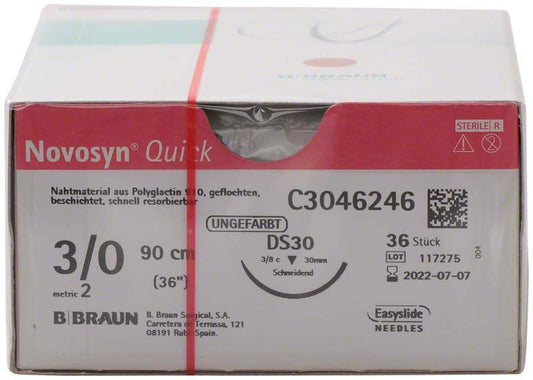 B BRAUN
Novosyn® Quick
STERILE R
Nahtmaterial aus Polyglactin 910, geflochten,
beschichtet, schnell resorbierbar
C3046246
UNGEFÄRBT
3/0 90 cm
(36")
metric 2
DS30
3/8 c ▼ 30mm
Schneidend
36 Stück
LOT 117275
2022-07-07
004
B BRAUN
B. Braun Surgical, S.A.
Carretera de Terrassa, 121
08191 Rubí. Spain.
Easyslide
NEEDLES